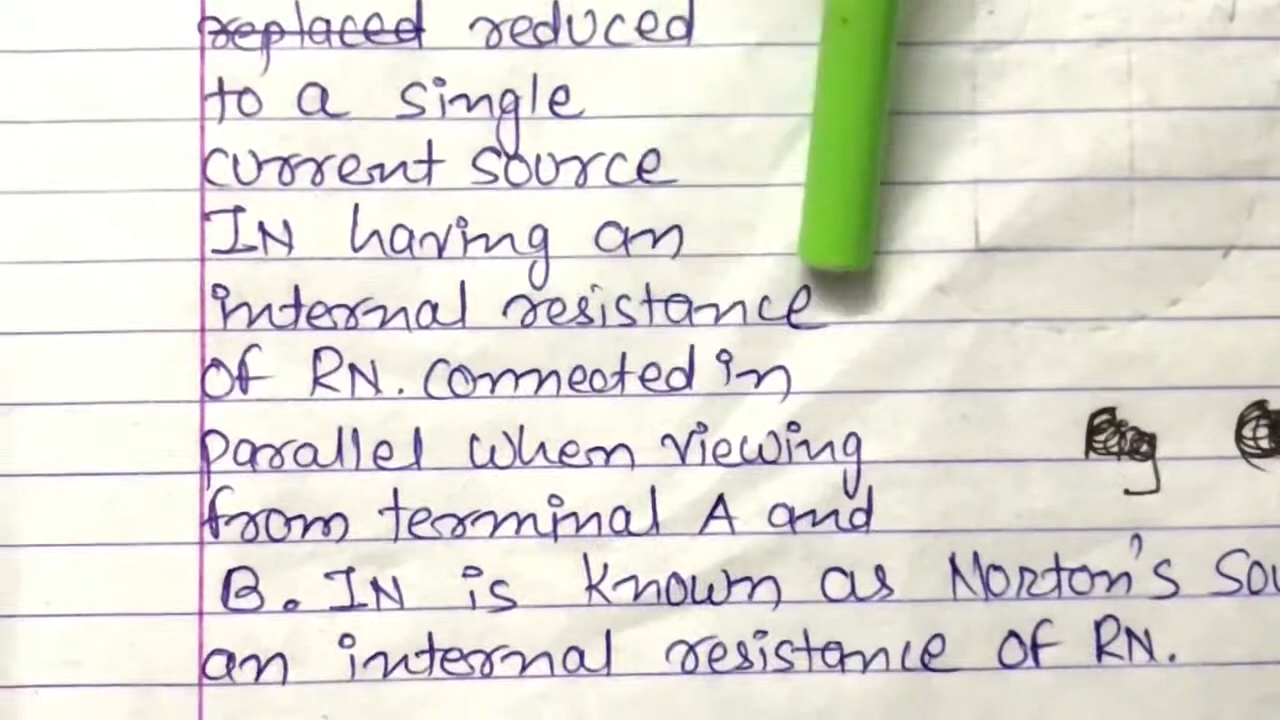 replaced reduced
to a single
current source
IN having an
internal resistance
of RN. connected in
parallel when viewing
from terminal A and
B. IN is known as Norton's
an internal resistance of RN.